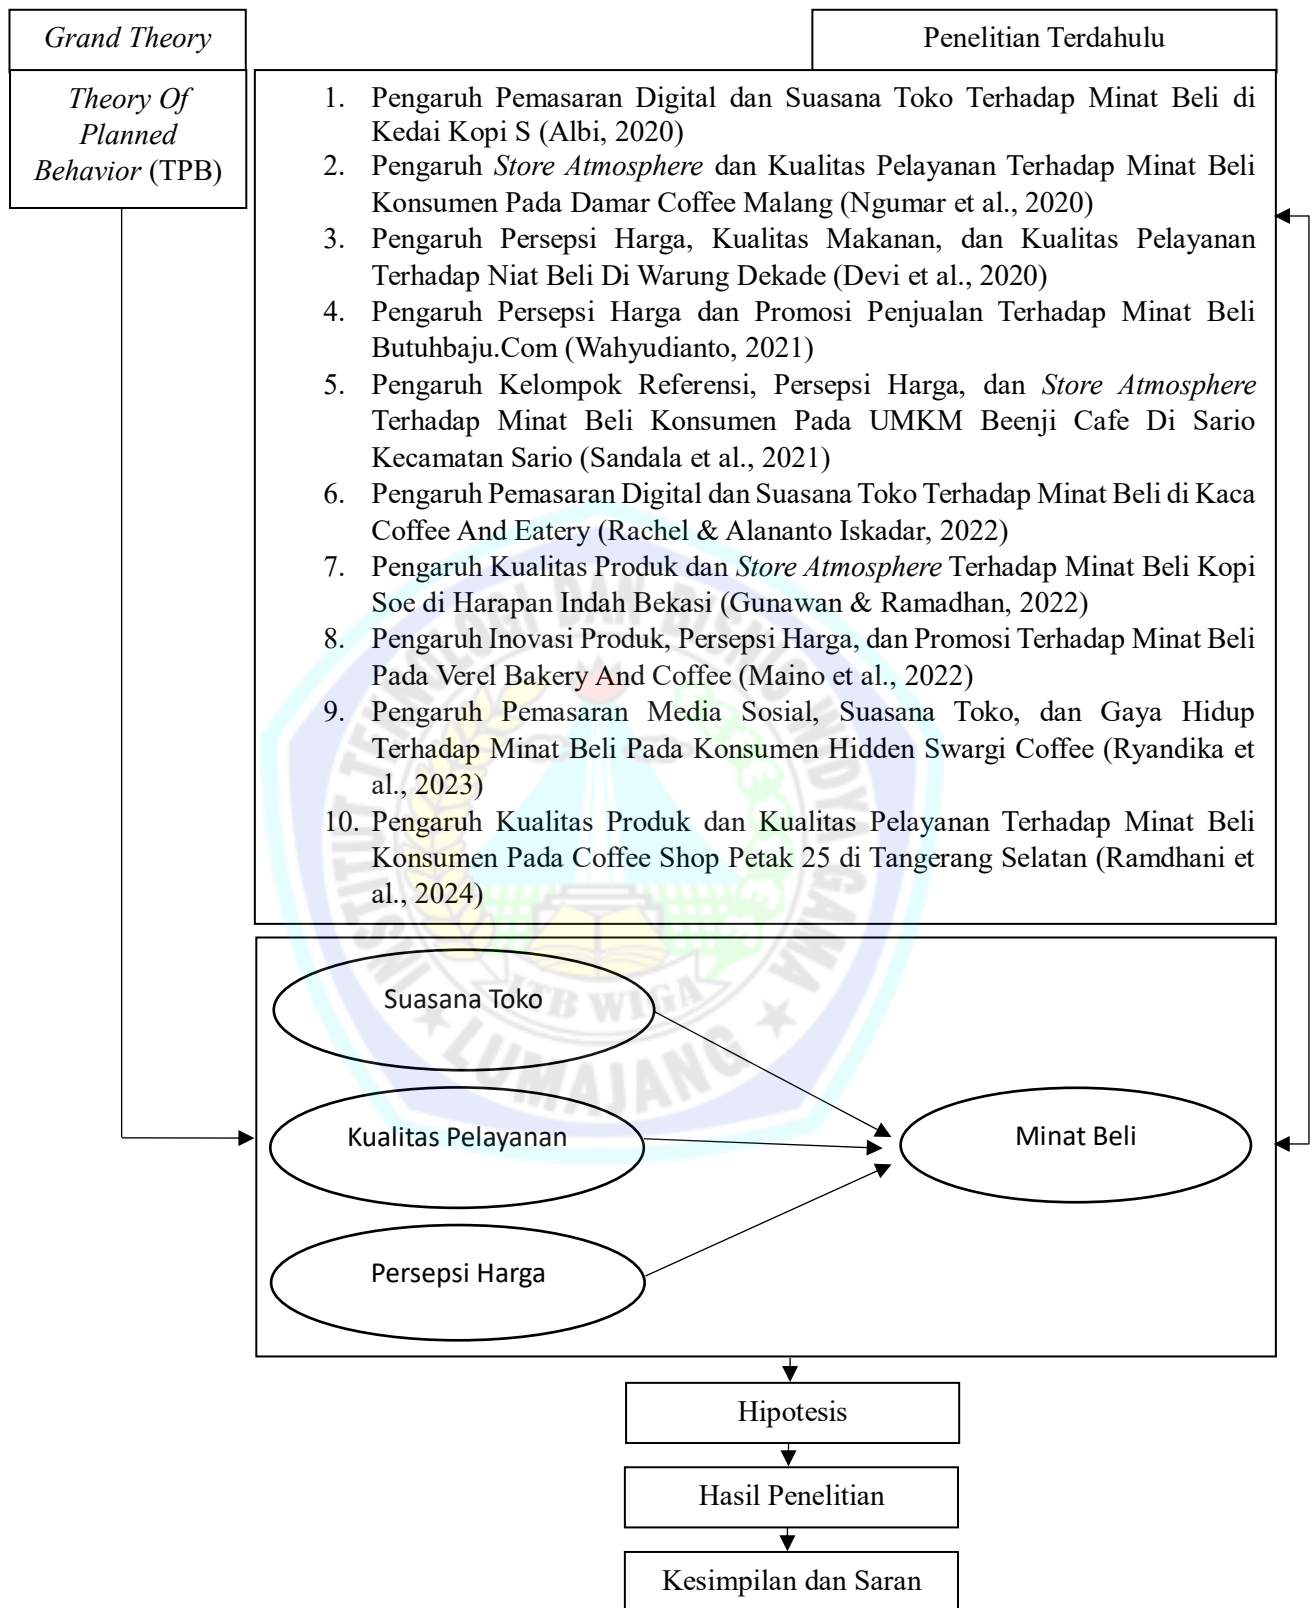 Grand Theory
Penelitian Terdahulu
Theory Of
Planned
Behavior (TPB)
1. Pengaruh Pemasaran Digital dan Suasana Toko Terhadap Minat Beli di
Kedai Kopi S (Albi, 2020)
2. Pengaruh Store Atmosphere dan Kualitas Pelayanan Terhadap Minat Beli
Konsumen Pada Damar Coffee Malang (Ngumar et al., 2020)
3. Pengaruh Persepsi Harga, Kualitas Makanan, dan Kualitas Pelayanan
Terhadap Niat Beli Di Warung Dekade (Devi et al., 2020)
4. Pengaruh Persepsi Harga dan Promosi Penjualan Terhadap Minat Beli
Butuhbaju.Com (Wahyudianto, 2021)
5. Pengaruh Kelompok Referensi, Persepsi Harga, dan Store Atmosphere
Terhadap Minat Beli Konsumen Pada UMKM Beenji Cafe Di Sario
Kecamatan Sario (Sandala et al., 2021)
6. Pengaruh Pemasaran Digital dan Suasana Toko Terhadap Minat Beli di Kaca
Coffee And Eatery (Rachel & Alananto Iskadar, 2022)
7. Pengaruh Kualitas Produk dan Store Atmosphere Terhadap Minat Beli Kopi
Soe di Harapan Indah Bekasi (Gunawan & Ramadhan, 2022)
8. Pengaruh Inovasi Produk, Persepsi Harga, dan Promosi Terhadap Minat Beli
Pada Verel Bakery And Coffee (Maino et al., 2022)
9. Pengaruh Pemasaran Media Sosial, Suasana Toko, dan Gaya Hidup
Terhadap Minat Beli Pada Konsumen Hidden Swargi Coffee (Ryandika et
al., 2023)
10. Pengaruh Kualitas Produk dan Kualitas Pelayanan Terhadap Minat Beli
Konsumen Pada Coffee Shop Petak 25 di Tangerang Selatan (Ramdhani et
al., 2024)
INSTITUT TEKNOLOGI DAN BISNIS WIDYA GAMA
ITB WIGA
LUMAJANG
Suasana Toko
Kualitas Pelayanan
Minat Beli
Persepsi Harga
Hipotesis
Hasil Penelitian
Kesimpilan dan Saran